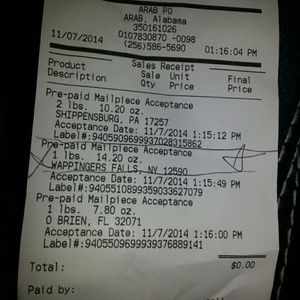 ARAB PO
ARAB, Alabama
350161026
0107830870 -0098
11/07/2014 (256)586-5690 01:16:04 PM
Sales Receipt
Product Sale Unit Final
Description Qty Price Price
Pre-paid Mailpiece Acceptance
2 lbs. 10.20 oz.
SHIPPENSBURG, PA 17257
Acceptance Date: 11/7/2014 1:15:12 PM
Label#:9405909699937028315862
Pre-paid Mailpiece Acceptance
1 lbs. 14.20 oz.
WAPPINGERS FALLS, NY 12590
Acceptance Date: 11/7/2014 1:15:49 PM
Label#:9405510899359033627079
Pre-paid Mailpiece Acceptance
1 lbs. 7.80 oz.
O BRIEN, FL 32071
Acceptance Date: 11/7/2014 1:16:00 PM
Label#:9405509699939376889141
Total: $0.00
Paid by: